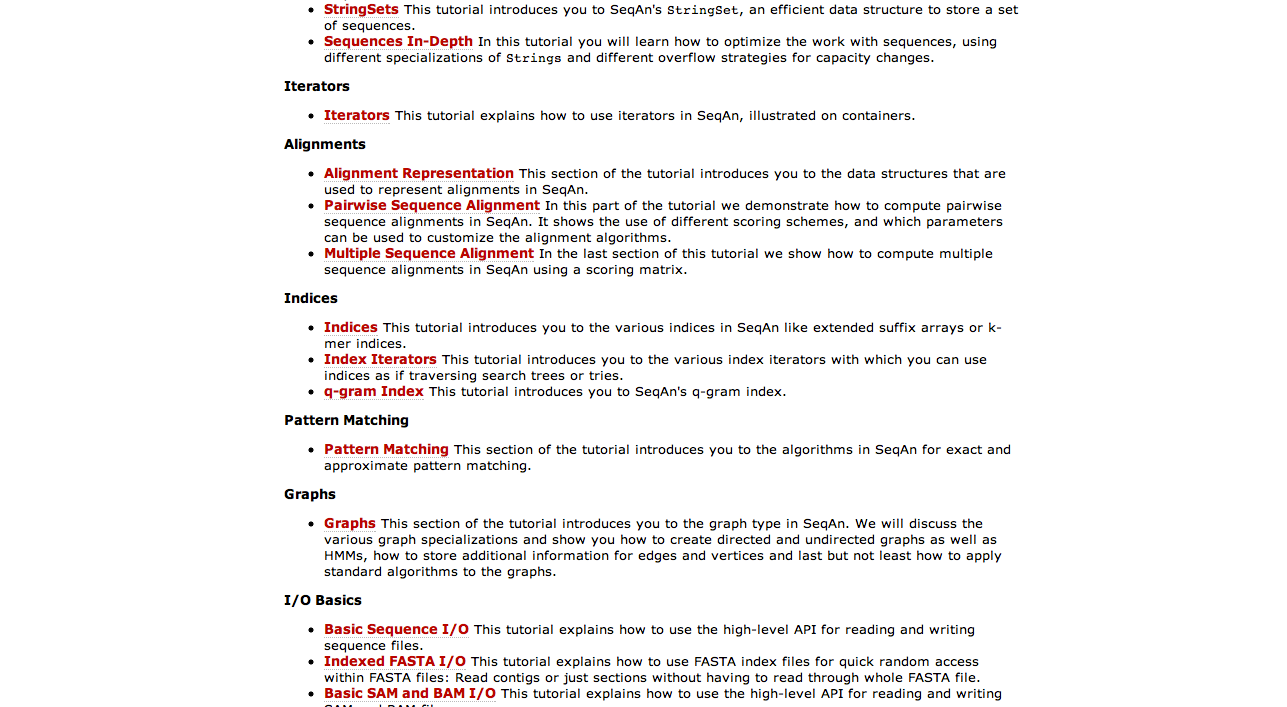 StringSets This tutorial introduces you to SeqAn's StringSet, an efficient data structure to store a set
of sequences.
Sequences In-Depth In this tutorial you will learn how to optimize the work with sequences, using
different specializations of Strings and different overflow strategies for capacity changes.
Iterators
Iterators This tutorial explains how to use iterators in SeqAn, illustrated on containers.
Alignments
Alignment Representation This section of the tutorial introduces you to the data structures that are
used to represent alignments in SeqAn.
Pairwise Sequence Alignment In this part of the tutorial we demonstrate how to compute pairwise
sequence alignments in SeqAn. It shows the use of different scoring schemes, and which parameters
can be used to customize the alignment algorithms.
Multiple Sequence Alignment In the last section of this tutorial we show how to compute multiple
sequence alignments in SeqAn using a scoring matrix.
Indices
Indices This tutorial introduces you to the various indices in SeqAn like extended suffix arrays or k-
mer indices.
Index Iterators This tutorial introduces you to the various index iterators with which you can use
indices as if traversing search trees or tries.
q-gram Index This tutorial introduces you to SeqAn's q-gram index.
Pattern Matching
Pattern Matching This section of the tutorial introduces you to the algorithms in SeqAn for exact and
approximate pattern matching.
Graphs
Graphs This section of the tutorial introduces you to the graph type in SeqAn. We will discuss the
various graph specializations and show you how to create directed and undirected graphs as well as
HMMs, how to store additional information for edges and vertices and last but not least how to apply
standard algorithms to the graphs.
I/O Basics
Basic Sequence I/O This tutorial explains how to use the high-level API for reading and writing
sequence files.
Indexed FASTA I/O This tutorial explains how to use FASTA index files for quick random access
within FASTA files: Read contigs or just sections without having to read through whole FASTA file.
Basic SAM and BAM I/O This tutorial explains how to use the high-level API for reading and writing